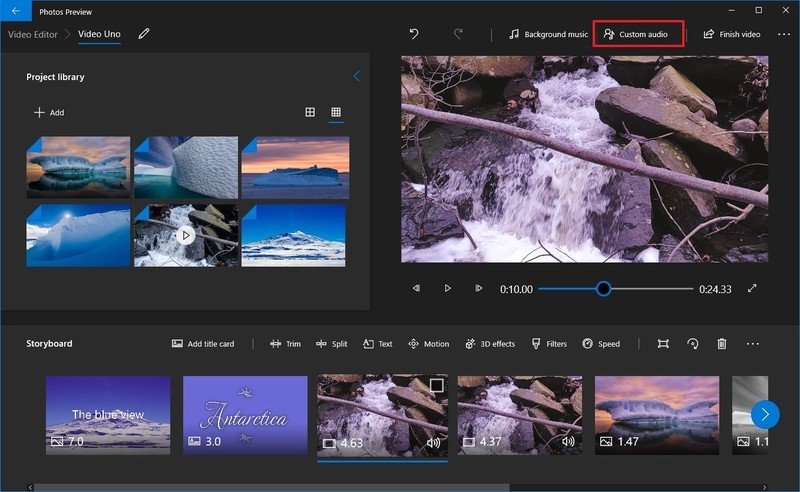 Photos Preview
Video Editor
Video Uno
Background music
Custom audio
Finish video
Project library
Add
0:10.00
0:24.33
Storyboard
Add title card
Trim
Split
Text
Motion
3D effects
Filters
Speed
The blue view
7.0
Antarctica
3.0
4.63
4.37
1.47
1.1